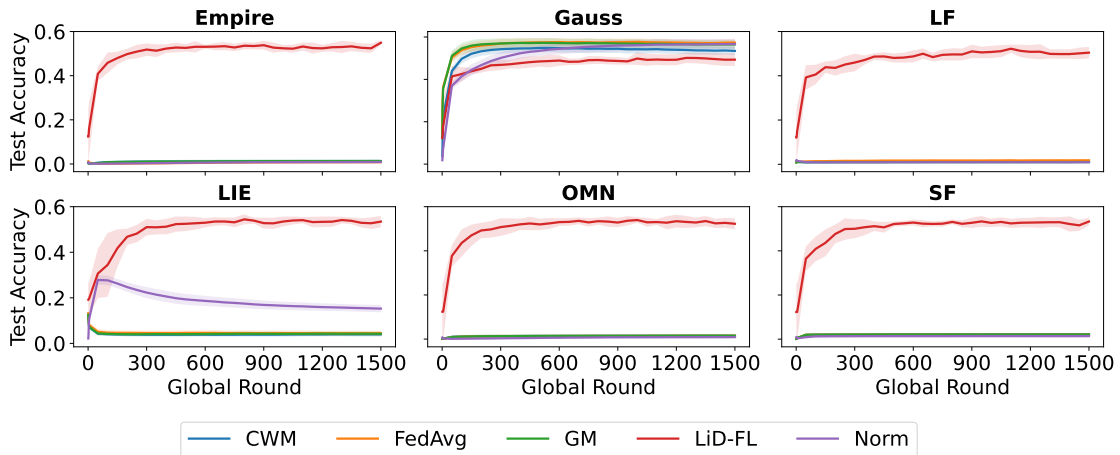 Empire Gauss LF
Test Accuracy
0.6
0.4
0.2
0.0
LIE OMN SF
Test Accuracy
0.6
0.4
0.2
0.0
0 300 600 900 1200 1500 0 300 600 900 1200 1500 0 300 600 900 1200 1500
Global Round Global Round Global Round
CWM FedAvg GM LiD-FL Norm